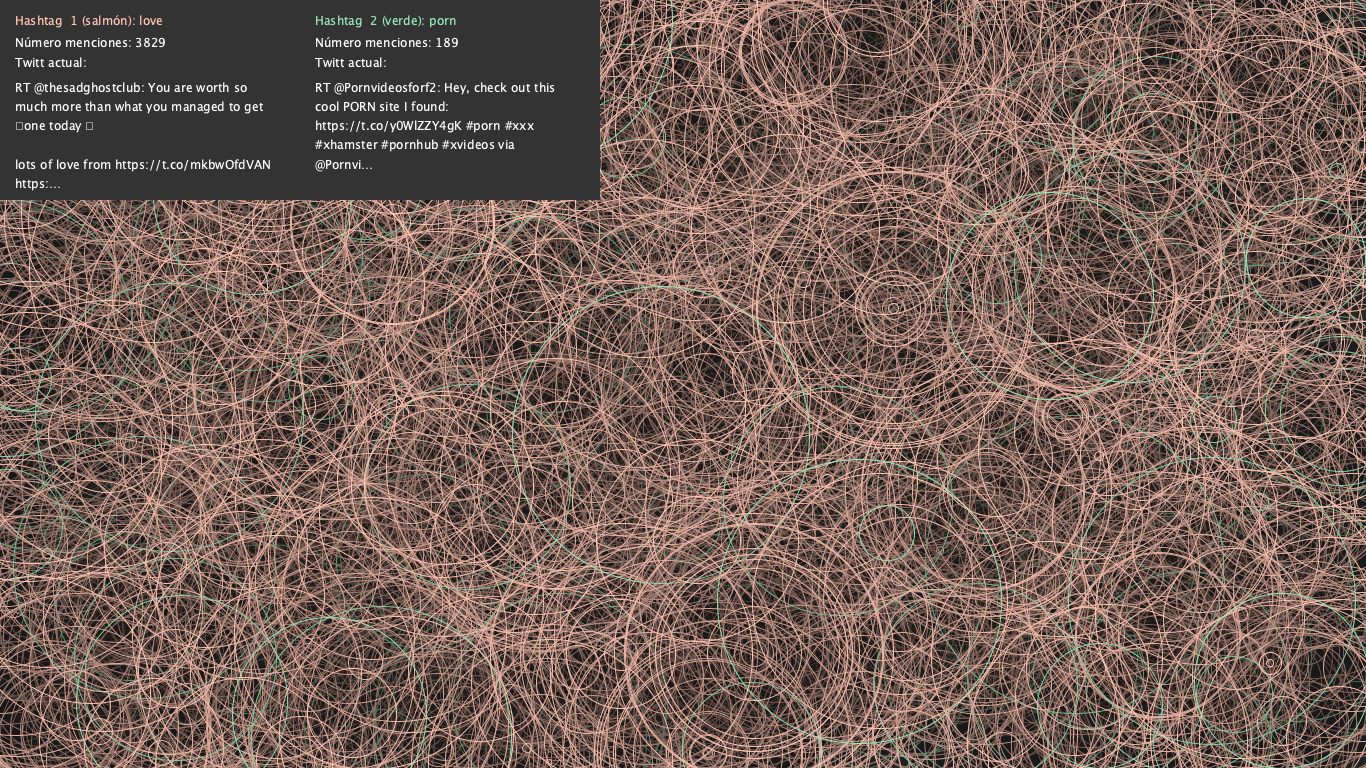 Hashtag  1 (salmón): love
Número menciones: 3829
Twitt actual:
RT @thesadghostclub: You are worth so
much more than what you managed to get
□one today □
lots of love from https://t.co/mkbwOfdVAN
https:…
Hashtag  2 (verde): porn
Número menciones: 189
Twitt actual:
RT @Pornvideosforf2: Hey, check out this
cool PORN site I found:
https://t.co/y0WlZZY4gK #porn #xxx
#xhamster #pornhub #xvideos via
@Pornvi…